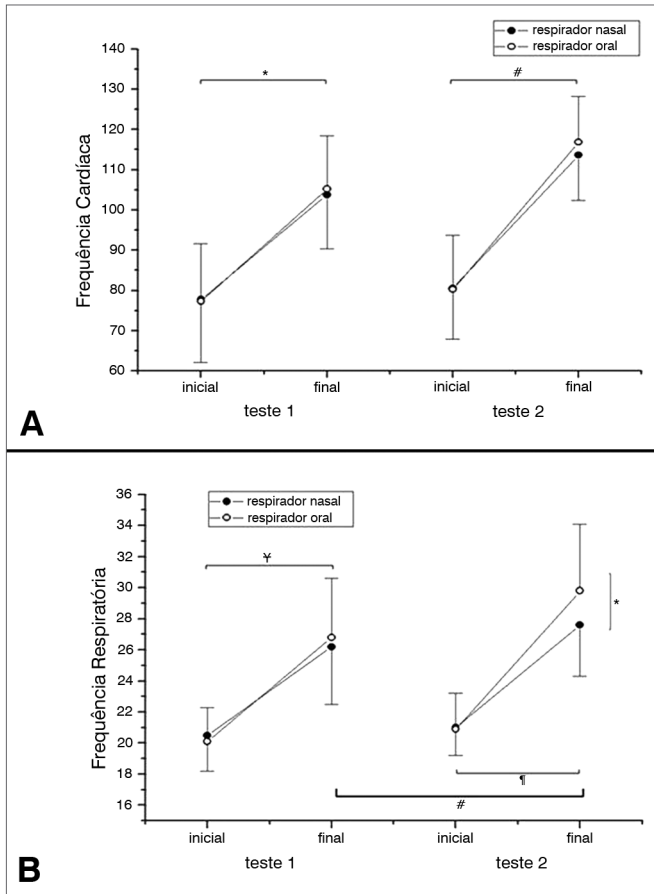 respirador nasal
respirador oral
140
130
120
110
100
90
80
70
60
Frequência Cardíaca
*
#
inicial
final
inicial
final
teste 1
teste 2
A
respirador nasal
respirador oral
36
34
32
30
28
26
24
22
20
18
16
Frequência Respiratória
¥
*
¶
#
inicial
final
inicial
final
teste 1
teste 2
B